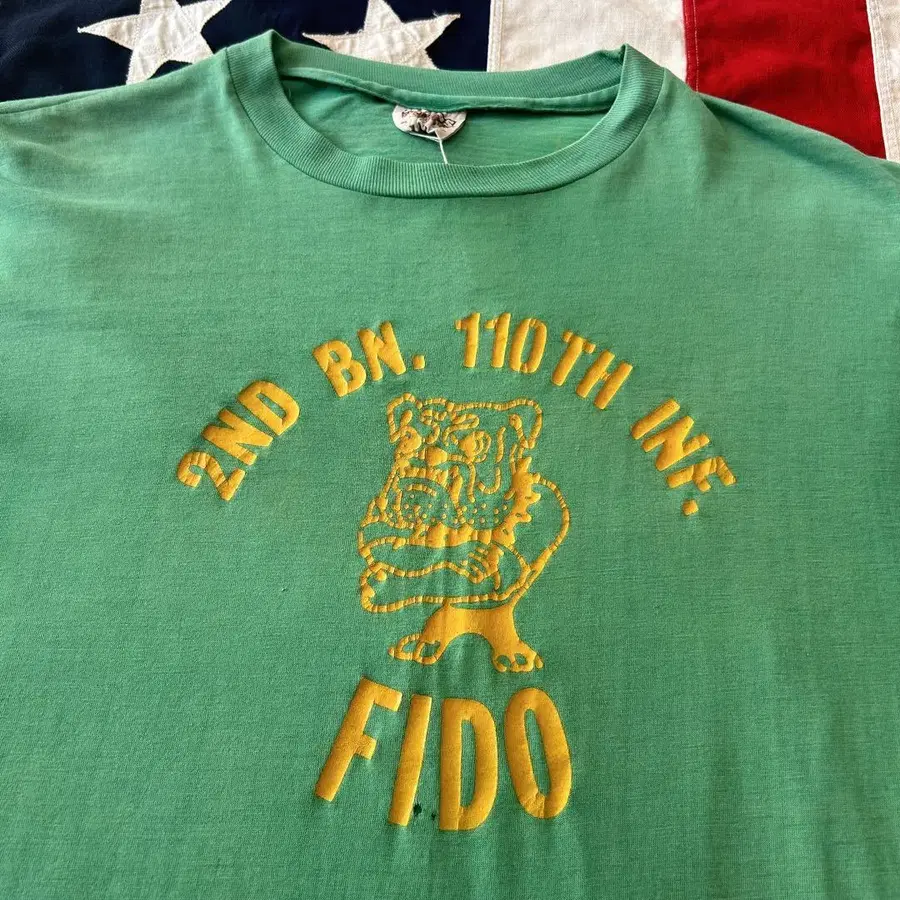 2ND BN. 110TH INF.
FIDO